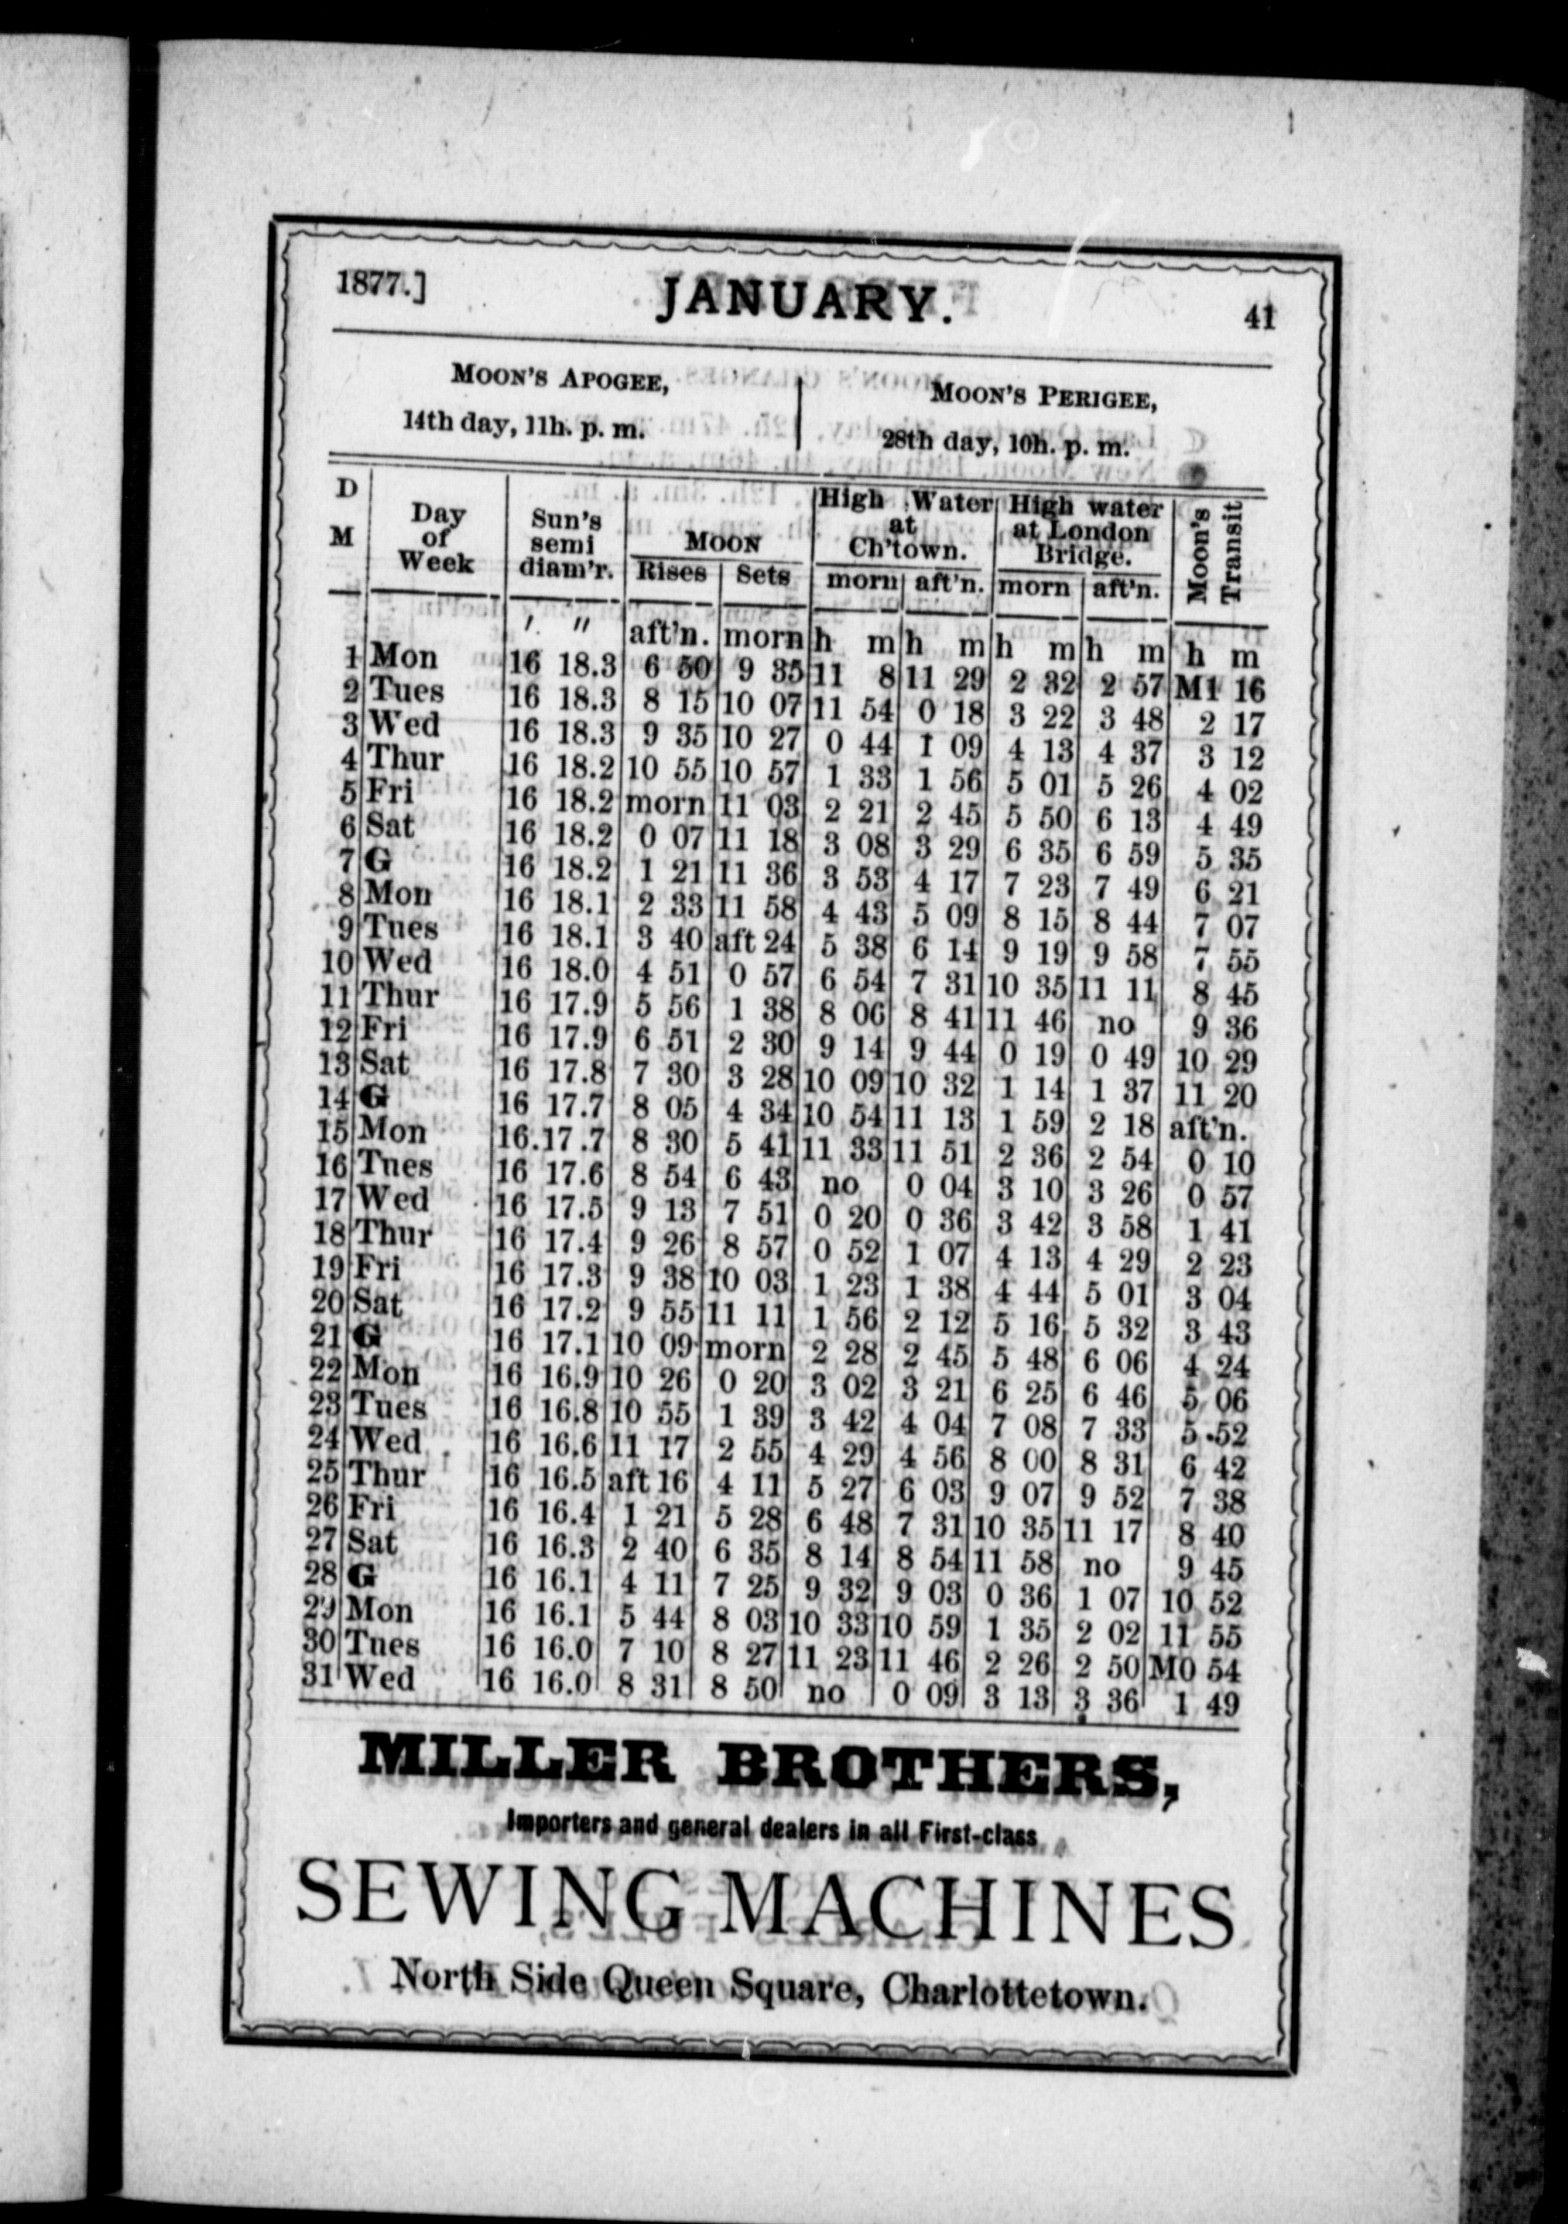 1877.] JANUARY. 41
MOON'S APOGEE, MOON'S PERIGEE,
14th day, 11h. p. m. 28th day, 10h. p. m.
D M Day of Week Sun's semi diam'r. MOON Rises Sets High Water at Ch'town. morn aft'n. High water at London Bridge. morn aft'n. Moon's Transit
' " aft'n. morn h m h m h m h m h m
1 Mon 16 18.3 6 50 9 35 11 8 11 29 2 32 2 57 M1 16
2 Tues 16 18.3 8 15 10 07 11 54 0 18 3 22 3 48 2 17
3 Wed 16 18.3 9 35 10 27 0 44 1 09 4 13 4 37 3 12
4 Thur 16 18.2 10 55 10 57 1 33 1 56 5 01 5 26 4 02
5 Fri 16 18.2 morn 11 03 2 21 2 45 5 50 6 13 4 49
6 Sat 16 18.2 0 07 11 18 3 08 3 29 6 35 6 59 5 35
7 G 16 18.2 1 21 11 36 3 53 4 17 7 23 7 49 6 21
8 Mon 16 18.1 2 33 11 58 4 43 5 09 8 15 8 44 7 07
9 Tues 16 18.1 3 40 aft 24 5 38 6 14 9 19 9 58 7 55
10 Wed 16 18.0 4 51 0 57 6 54 7 31 10 35 11 11 8 45
11 Thur 16 17.9 5 56 1 38 8 06 8 41 11 46 no 9 36
12 Fri 16 17.9 6 51 2 30 9 14 9 44 0 19 0 49 10 29
13 Sat 16 17.8 7 30 3 28 10 09 10 32 1 14 1 37 11 20
14 G 16 17.7 8 05 4 34 10 54 11 13 1 59 2 18 aft'n.
15 Mon 16.17.7 8 30 5 41 11 33 11 51 2 36 2 54 0 10
16 Tues 16 17.6 8 54 6 43 no 0 04 3 10 3 26 0 57
17 Wed 16 17.5 9 13 7 51 0 20 0 36 3 42 3 58 1 41
18 Thur 16 17.4 9 26 8 57 0 52 1 07 4 13 4 29 2 23
19 Fri 16 17.3 9 38 10 03 1 23 1 38 4 44 5 01 3 04
20 Sat 16 17.2 9 55 11 11 1 56 2 12 5 16 5 32 3 43
21 G 16 17.1 10 09 morn 2 28 2 45 5 48 6 06 4 24
22 Mon 16 16.9 10 26 0 20 3 02 3 21 6 25 6 46 5 06
23 Tues 16 16.8 10 55 1 39 3 42 4 04 7 08 7 33 5 52
24 Wed 16 16.6 11 17 2 55 4 29 4 56 8 00 8 31 6 42
25 Thur 16 16.5 aft 16 4 11 5 27 6 03 9 07 9 52 7 38
26 Fri 16 16.4 1 21 5 28 6 48 7 31 10 35 11 17 8 40
27 Sat 16 16.3 2 40 6 35 8 14 8 54 11 58 no 9 45
28 G 16 16.1 4 11 7 25 9 32 9 03 0 36 1 07 10 52
29 Mon 16 16.1 5 44 8 03 10 33 10 59 1 35 2 02 11 55
30 Tues 16 16.0 7 10 8 27 11 23 11 46 2 26 2 50 M0 54
31 Wed 16 16.0 8 31 8 50 no 0 09 3 13 3 36 1 49
MILLER BROTHERS,
Importers and general dealers in all First-class
SEWING MACHINES
North Side Queen Square, Charlottetown.